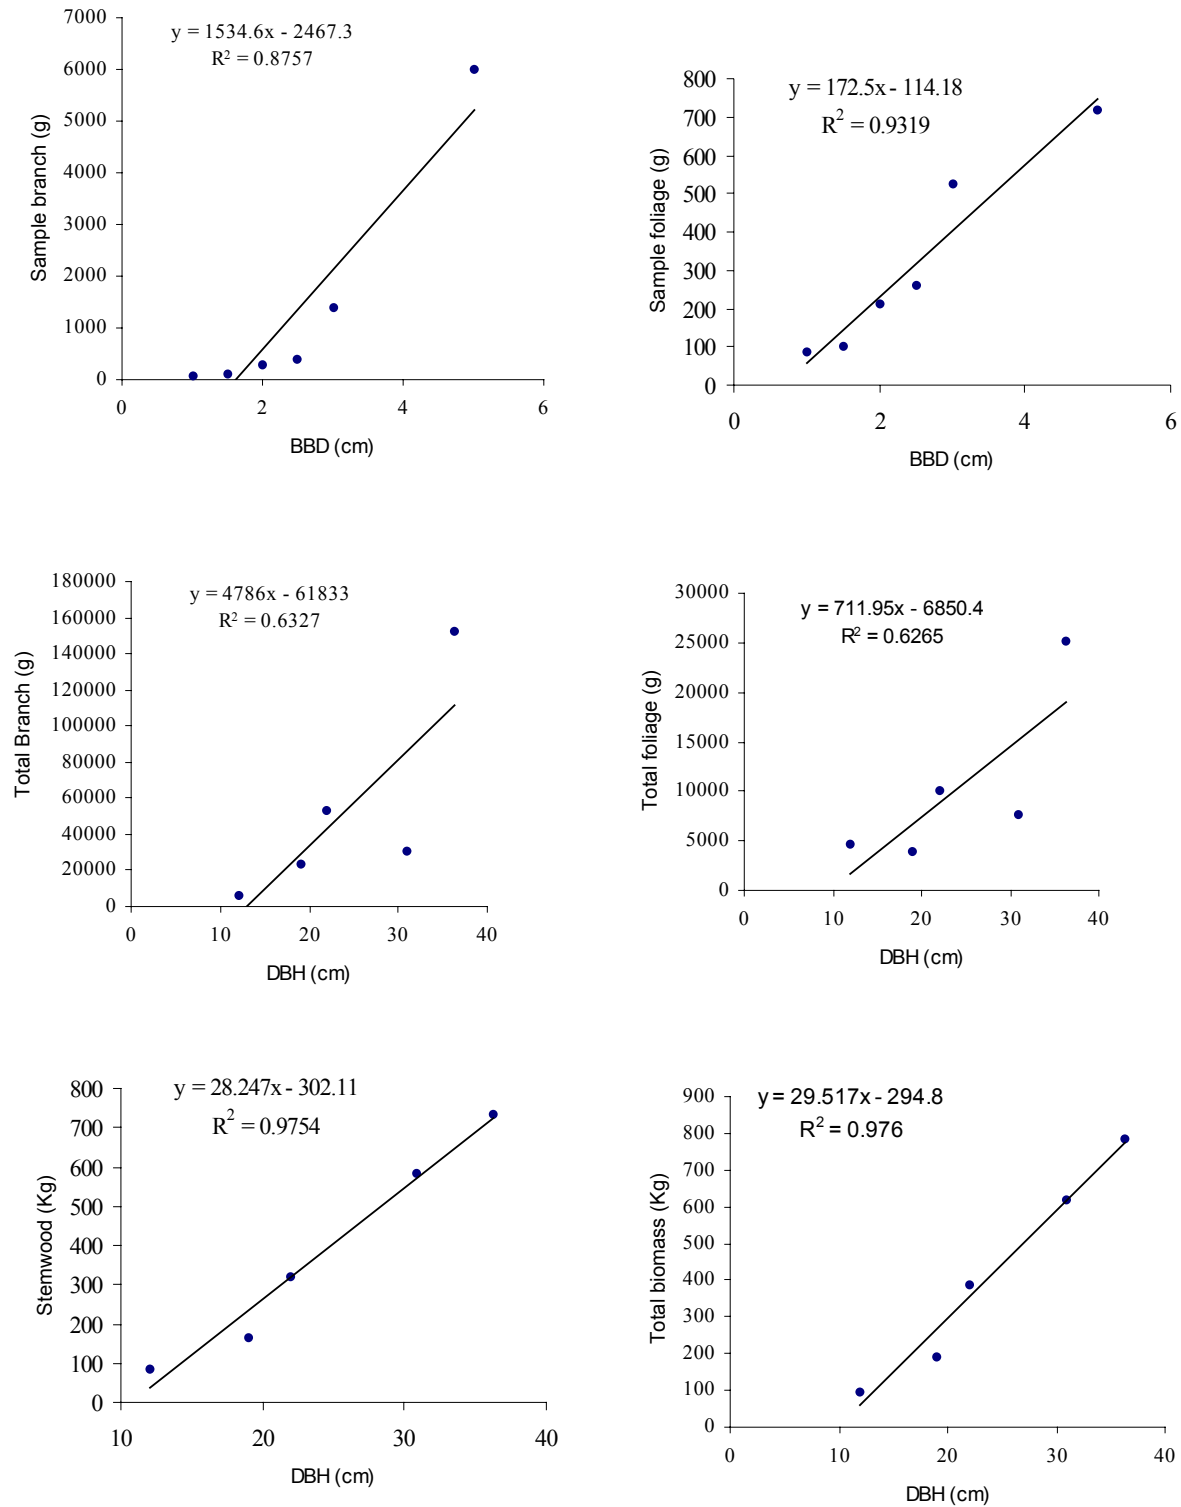 y = 1534.6x - 2467.3
R² = 0.8757
Sample branch (g)
7000
6000
5000
4000
3000
2000
1000
0
0 2 4 6
BBD (cm)
y = 172.5x - 114.18
R² = 0.9319
Sample foliage (g)
800
700
600
500
400
300
200
100
0
0 2 4 6
BBD (cm)
y = 4786x - 61833
R² = 0.6327
Total Branch (g)
180000
160000
140000
120000
100000
80000
60000
40000
20000
0
0 10 20 30 40
DBH (cm)
y = 711.95x - 6850.4
R² = 0.6265
Total foliage (g)
30000
25000
20000
15000
10000
5000
0
0 10 20 30 40
DBH (cm)
y = 28.247x - 302.11
R² = 0.9754
Stemwood (Kg)
800
700
600
500
400
300
200
100
0
10 20 30 40
DBH (cm)
y = 29.517x - 294.8
R² = 0.976
Total biomass (Kg)
900
800
700
600
500
400
300
200
100
0
0 10 20 30 40
DBH (cm)